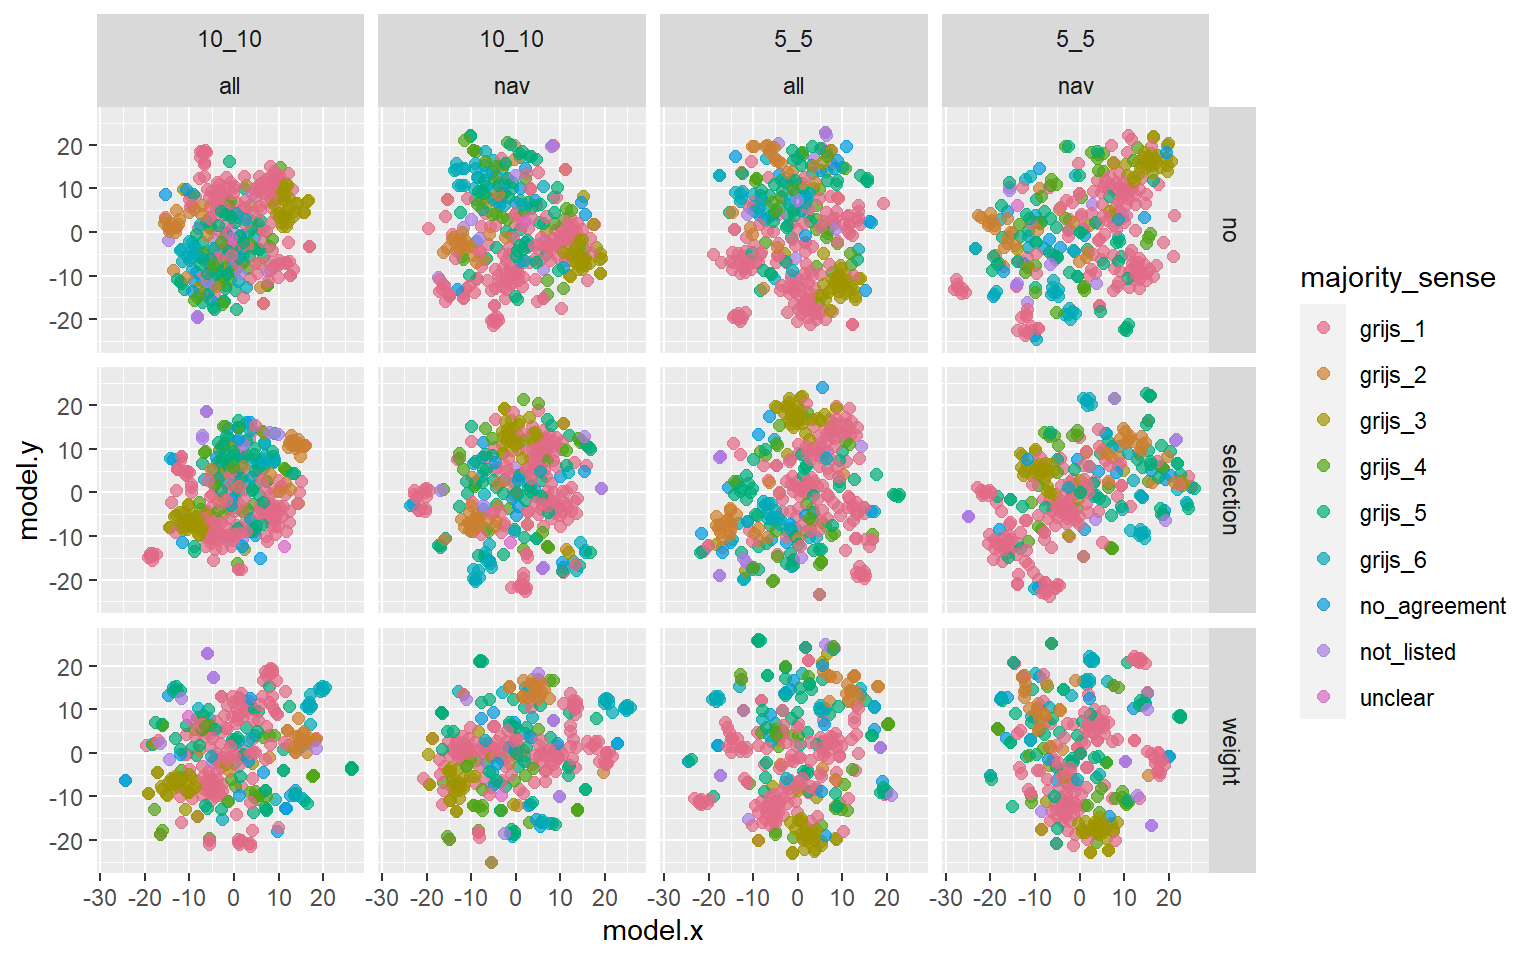 10_10 10_10 5_5 5_5
all nav all nav
20
10
0
-10
-20
no
20
10
0
-10
-20
selection
20
10
0
-10
-20
weight
model.y
-30 -20 -10 0 10 20 -30 -20 -10 0 10 20 -30 -20 -10 0 10 20 -30 -20 -10 0 10 20
model.x
majority_sense
grijs_1
grijs_2
grijs_3
grijs_4
grijs_5
grijs_6
no_agreement
not_listed
unclear